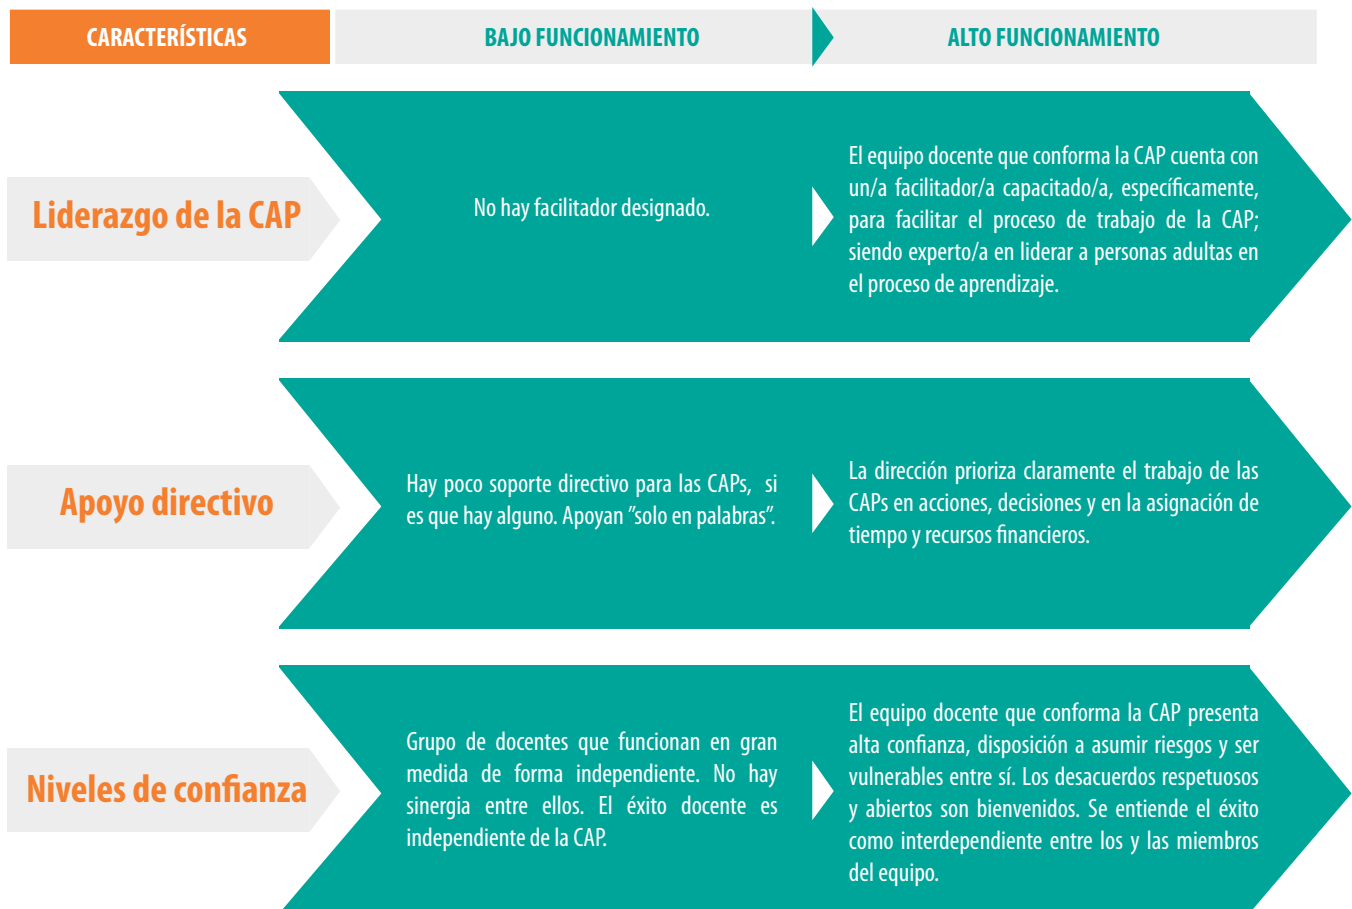 CARACTERÍSTICAS
BAJO FUNCIONAMIENTO
ALTO FUNCIONAMIENTO
Liderazgo de la CAP
No hay facilitador designado.
El equipo docente que conforma la CAP cuenta con
un/a facilitador/a capacitado/a, específicamente,
para facilitar el proceso de trabajo de la CAP;
siendo experto/a en liderar a personas adultas en
el proceso de aprendizaje.
Apoyo directivo
Hay poco soporte directivo para las CAPs, si
es que hay alguno. Apoyan "solo en palabras".
La dirección prioriza claramente el trabajo de las
CAPs en acciones, decisiones y en la asignación de
tiempo y recursos financieros.
Niveles de confianza
Grupo de docentes que funcionan en gran
medida de forma independiente. No hay
sinergia entre ellos. El éxito docente es
independiente de la CAP.
El equipo docente que conforma la CAP presenta
alta confianza, disposición a asumir riesgos y ser
vulnerables entre sí. Los desacuerdos respetuosos
y abiertos son bienvenidos. Se entiende el éxito
como interdependiente entre los y las miembros
del equipo.